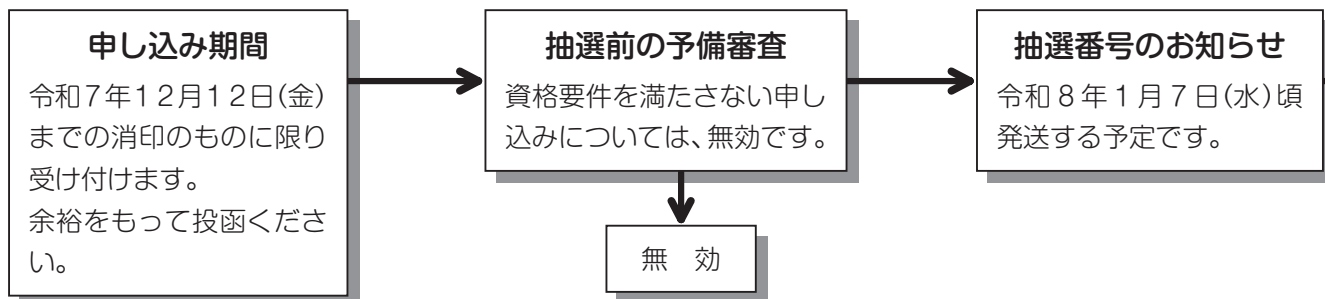 申し込み期間
令和7年12月12日(金)
までの消印のものに限り
受け付けます。
余裕をもって投函くださ
い。
抽選前の予備審査
資格要件を満たさない申し
込みについては、無効です。
無　効
抽選番号のお知らせ
令和8年1月7日(水)頃
発送する予定です。